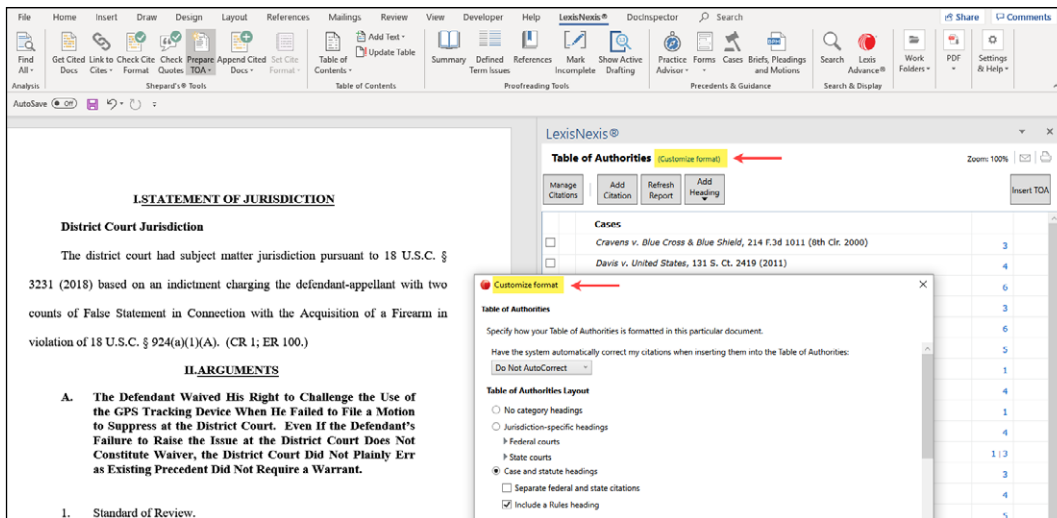 File Home Insert Draw Design Layout References Mailings Review View Developer Help LexisNexis® DocInspector Search Share Comments
Find All
Get Cited Docs
Link to Cites
Check Cite Format
Check Quotes
Prepare TOA
Append Cited Docs
Set Cite Format
Table of Contents
Add Text
Update Table
Summary
Defined Term Issues
References
Mark Incomplete
Show Active Drafting
Practice Advisor
Forms
Cases
Briefs, Pleadings and Motions
Search
Lexis Advance®
Work Folders
PDF
Settings & Help
Analysis Shepard's® Tools Table of Contents Proofreading Tools Precedents & Guidance Search & Display
AutoSave Off
I.STATEMENT OF JURISDICTION
District Court Jurisdiction
The district court had subject matter jurisdiction pursuant to 18 U.S.C. §
3231 (2018) based on an indictment charging the defendant-appellant with two
counts of False Statement in Connection with the Acquisition of a Firearm in
violation of 18 U.S.C. § 924(a)(1)(A). (CR 1; ER 100.)
II.ARGUMENTS
A. The Defendant Waived His Right to Challenge the Use of
the GPS Tracking Device When He Failed to File a Motion
to Suppress at the District Court. Even If the Defendant's
Failure to Raise the Issue at the District Court Does Not
Constitute Waiver, the District Court Did Not Plainly Err
as Existing Precedent Did Not Require a Warrant.
1. Standard of Review.
LexisNexis®
Table of Authorities (Customize format) Zoom: 100%
Manage Citations
Add Citation
Refresh Report
Add Heading
Insert TOA
Cases
Cravens v. Blue Cross & Blue Shield, 214 F.3d 1011 (8th Cir. 2000) 3
Davis v. United States, 131 S. Ct. 2419 (2011) 4
6
3
6
5
1
4
1
4
1 | 3
3
4
5
Customize format
Table of Authorities
Specify how your Table of Authorities is formatted in this particular document.
Have the system automatically correct my citations when inserting them into the Table of Authorities:
Do Not AutoCorrect
Table of Authorities Layout
No category headings
Jurisdiction-specific headings
Federal courts
State courts
Case and statute headings
Separate federal and state citations
Include a Rules heading